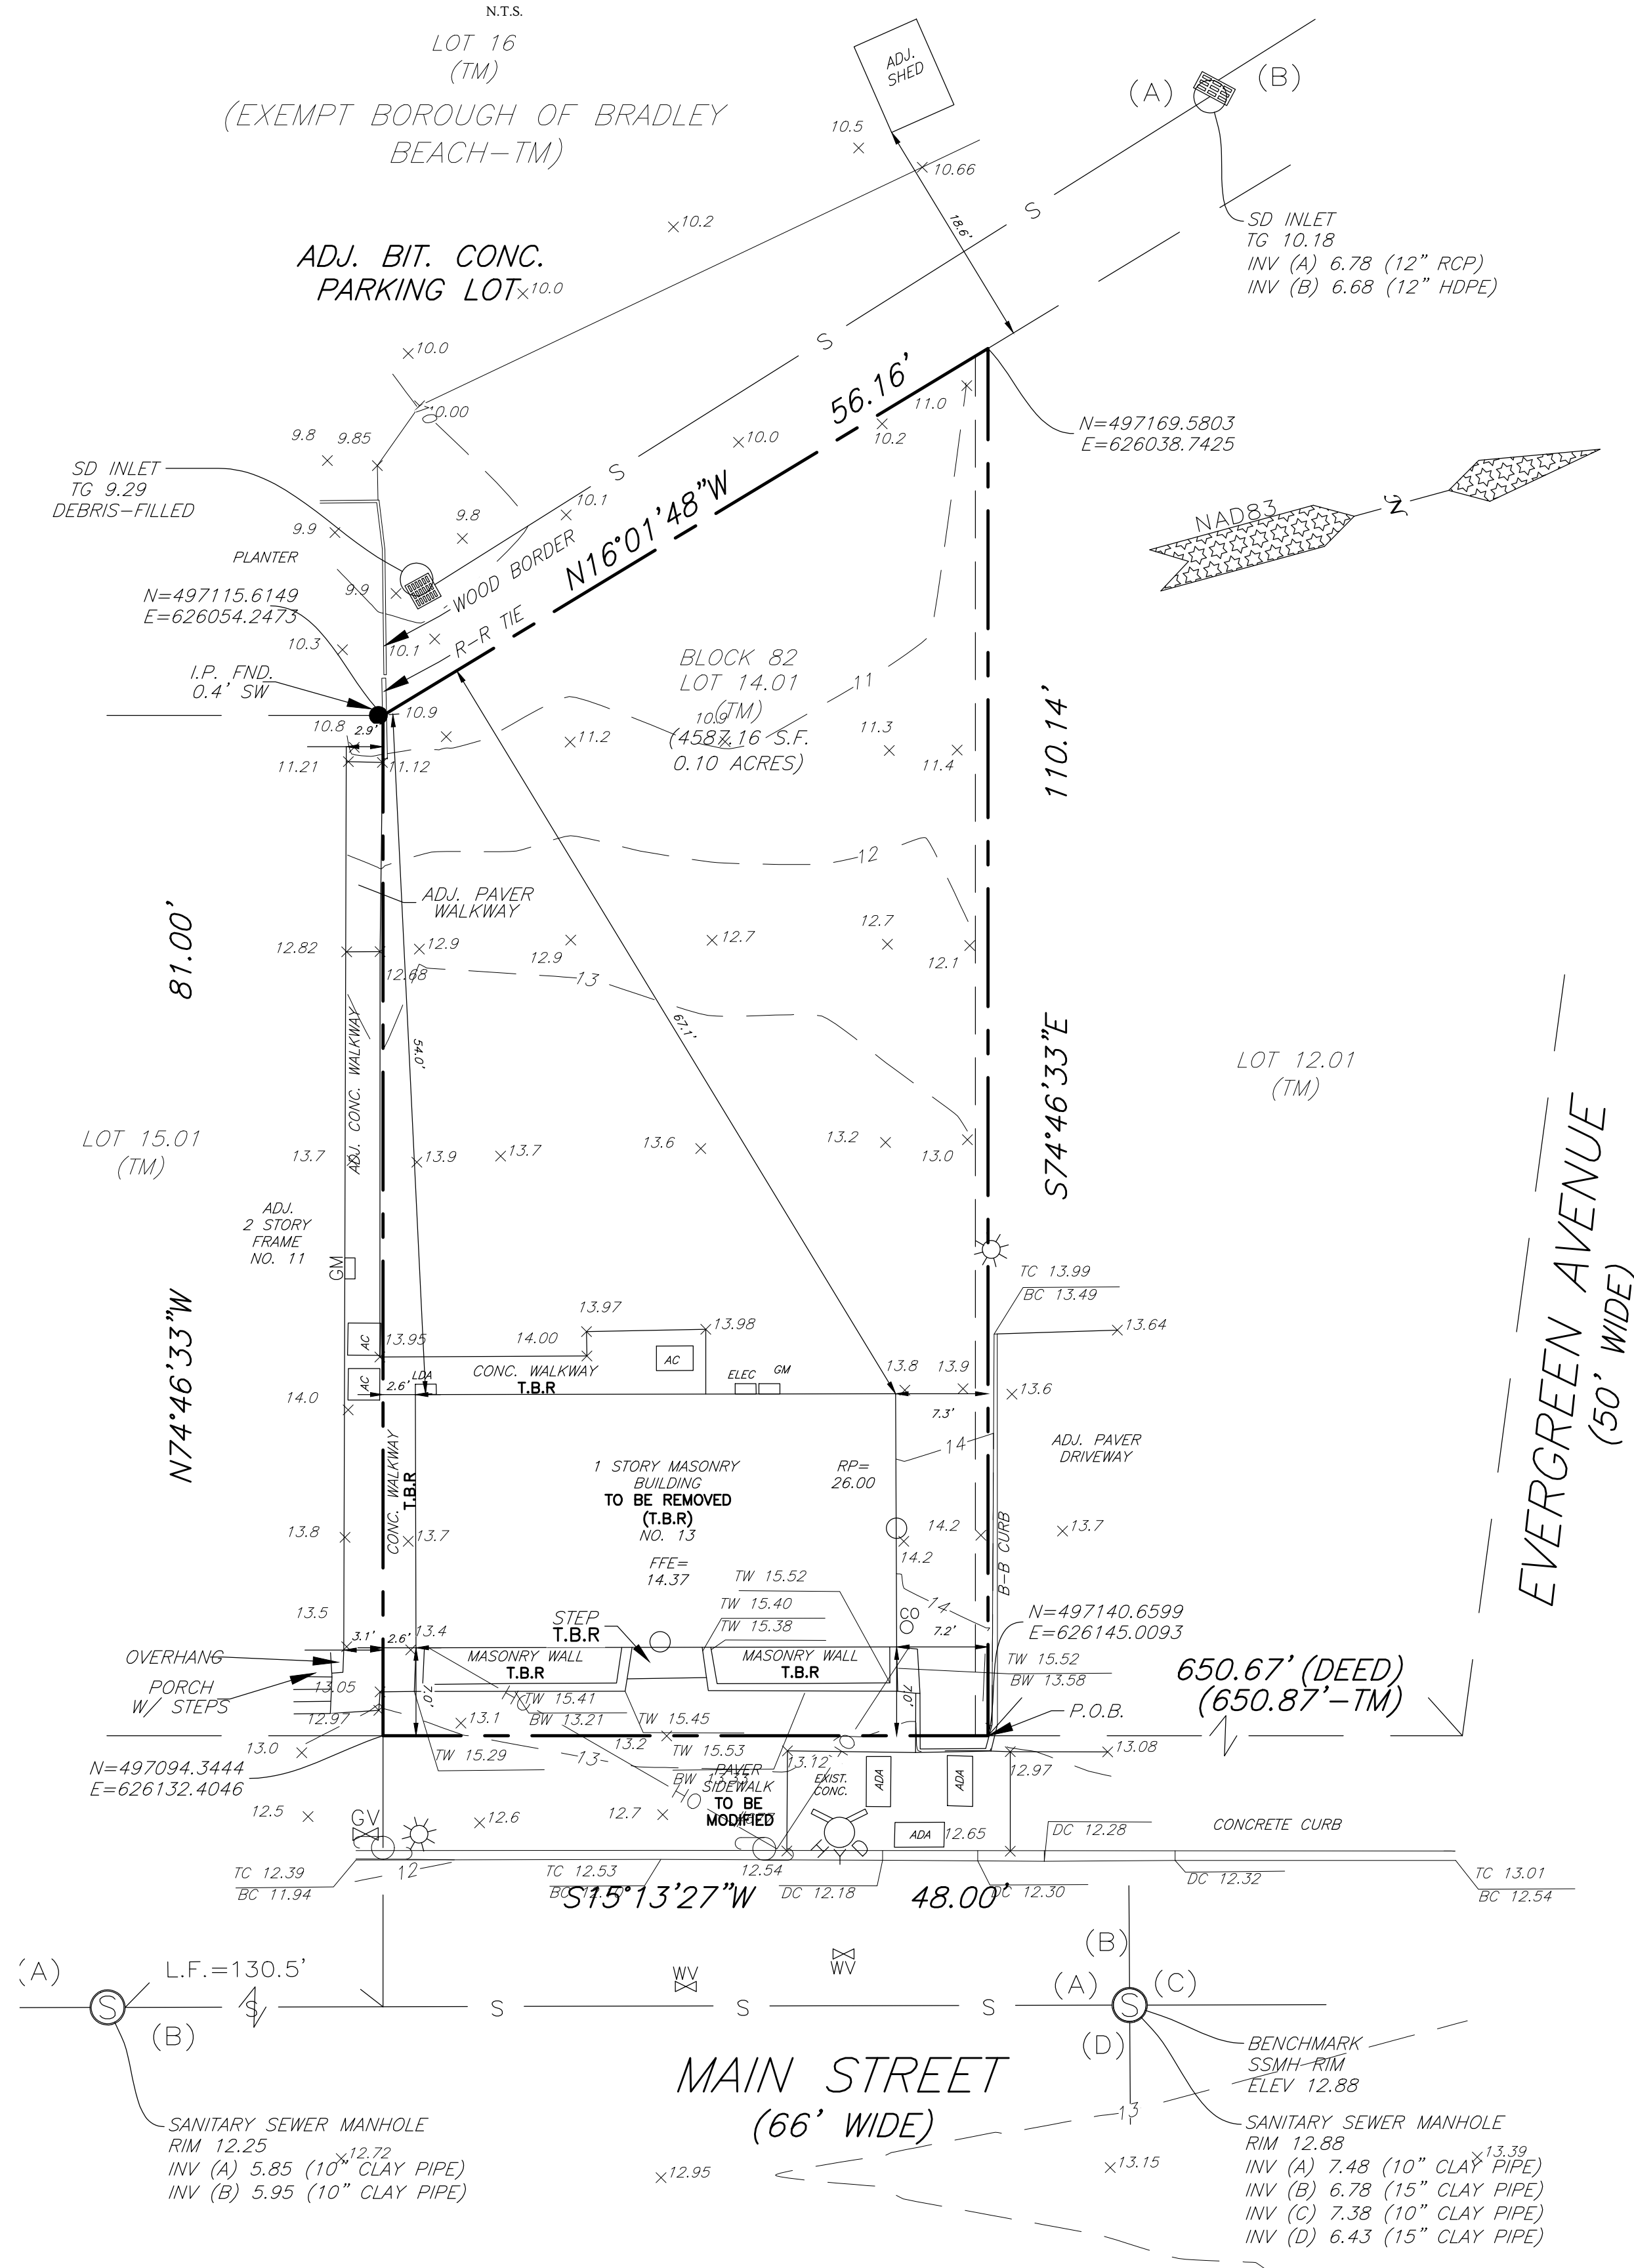 N.T.S.
LOT 16
(TM)
(EXEMPT BOROUGH OF BRADLEY
BEACH-TM)
ADJ.
SHED
(A)
(B)
10.5
10.66
10.2
18.6'
SD INLET
TG 10.18
INV (A) 6.78 (12" RCP)
INV (B) 6.68 (12" HDPE)
ADJ. BIT. CONC.
PARKING LOT
10.0
S
S
10.0
56.16'
11.0
10.2
N=497169.5803
E=626038.7425
10.0
9.8
9.85
SD INLET
TG 9.29
DEBRIS-FILLED
S
10.1
9.8
9.9
N16°01'48"W
NAD83
N
PLANTER
WOOD BORDER
9.9
N=497115.6149
E=626054.2473
R-R TIE
10.3
10.1
I.P. FND.
0.4' SW
BLOCK 82
LOT 14.01
(TM)
(4587.16 S.F.
0.10 ACRES)
11
10.9
10.8
2.9'
10.9
11.2
11.3
11.4
11.21
11.12
110.14'
12
ADJ. PAVER
WALKWAY
81.00'
12.82
12.68
12.9
12.9
12.7
12.7
12.1
13
67.1'
54.0'
ADJ. CONC. WALKWAY
S74°46'33"E
LOT 12.01
(TM)
LOT 15.01
(TM)
13.7
13.9
13.7
13.6
13.2
13.0
ADJ.
2 STORY
FRAME
NO. 11
GM
EVERGREEN AVENUE
(50' WIDE)
TC 13.99
BC 13.49
13.64
N74°46'33"W
AC
13.95
14.00
13.97
13.98
AC
AC
LDA
CONC. WALKWAY
T.B.R
ELEC
GM
13.8
13.9
13.6
2.6'
7.3'
14.0
14
ADJ. PAVER
DRIVEWAY
CONC. WALKWAY
T.B.R
1 STORY MASONRY
BUILDING
TO BE REMOVED
(T.B.R)
NO. 13
FFE=
14.37
RP=
26.00
13.8
13.7
14.2
14.2
13.7
B-B CURB
14
CO
TW 15.52
TW 15.40
TW 15.38
STEP
T.B.R
N=497140.6599
E=626145.0093
13.5
13.4
3.1'
2.6'
7.2'
OVERHANG
PORCH
W/ STEPS
MASONRY WALL
T.B.R
MASONRY WALL
T.B.R
TW 15.52
BW 13.58
650.67' (DEED)
(650.87'-TM)
P.O.B.
13.05
12.97
7.0'
7.0'
TW 15.41
BW 13.21
TW 15.45
13.1
13.0
13.2
13
TW 15.29
TW 15.53
13.12
13.08
12.97
N=497094.3444
E=626132.4046
PAVER
SIDEWALK
TO BE
MODIFIED
EXIST.
CONC.
ADA
ADA
ADA
HO
HO
HO
12.5
12.6
12.7
GV
HYD
12.65
DC 12.28
CONCRETE CURB
12
TC 12.39
BC 11.94
TC 12.53
12.54
DC 12.18
DC 12.30
DC 12.32
TC 13.01
BC 12.54
S15°13'27"W
48.00'
(A)
L.F.=130.5'
S
S
(B)
S
S
S
WV
WV
(B)
(A)
(C)
S
(D)
BENCHMARK
SSMH RIM
ELEV 12.88
MAIN STREET
(66' WIDE)
13
SANITARY SEWER MANHOLE
RIM 12.25
INV (A) 5.85 (10" CLAY PIPE)
INV (B) 5.95 (10" CLAY PIPE)
12.72
12.95
13.15
13.39
SANITARY SEWER MANHOLE
RIM 12.88
INV (A) 7.48 (10" CLAY PIPE)
INV (B) 6.78 (15" CLAY PIPE)
INV (C) 7.38 (10" CLAY PIPE)
INV (D) 6.43 (15" CLAY PIPE)